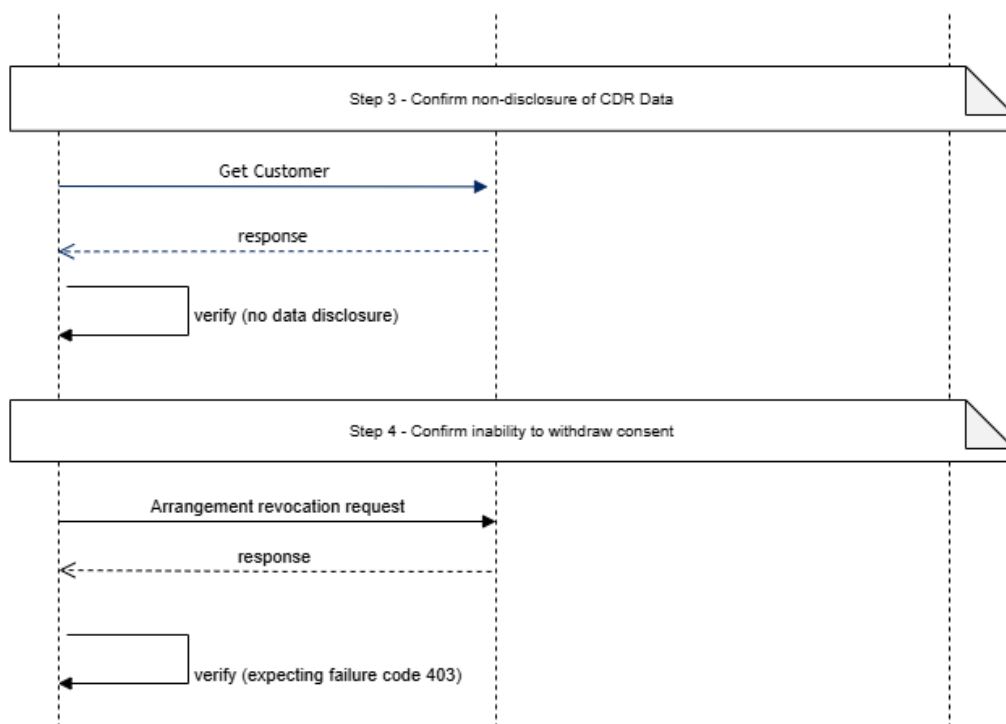 Step 3 - Confirm non-disclosure of CDR Data
Get Customer
response
verify (no data disclosure)
Step 4 - Confirm inability to withdraw consent
Arrangement revocation request
response
verify (expecting failure code 403)